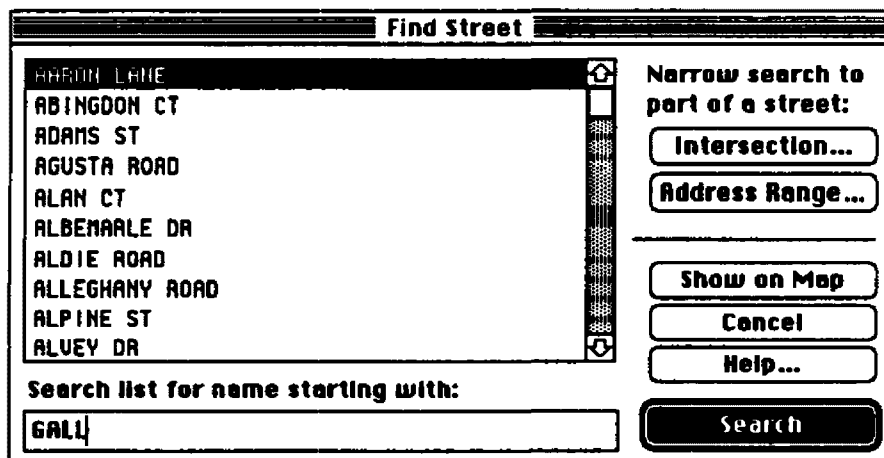 Find Street
AARON LANE
ABINGDON CT
ADAMS ST
AGUSTA ROAD
ALAN CT
ALBEMARLE DR
ALDIE ROAD
ALLEGHANY ROAD
ALPINE ST
ALVEY DR
Search list for name starting with:
GALL
Narrow search to
part of a street:
Intersection...
Address Range...
Show on Map
Cancel
Help...
Search